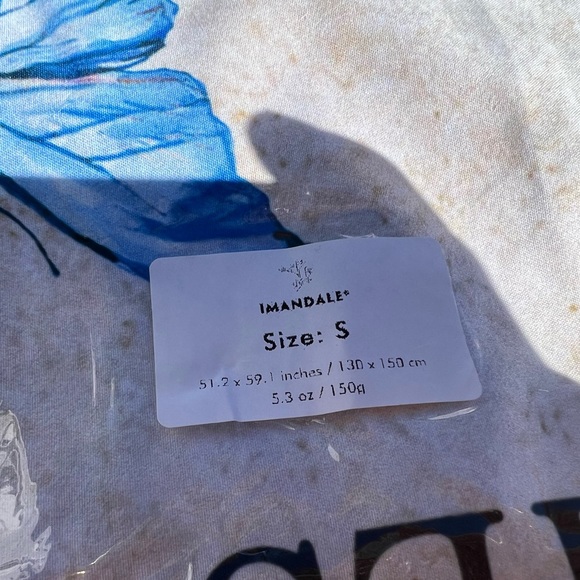 IMANDALE®
Size: S
51.2 x 59.1 inches / 130 x 150 cm
5.3 oz / 150g